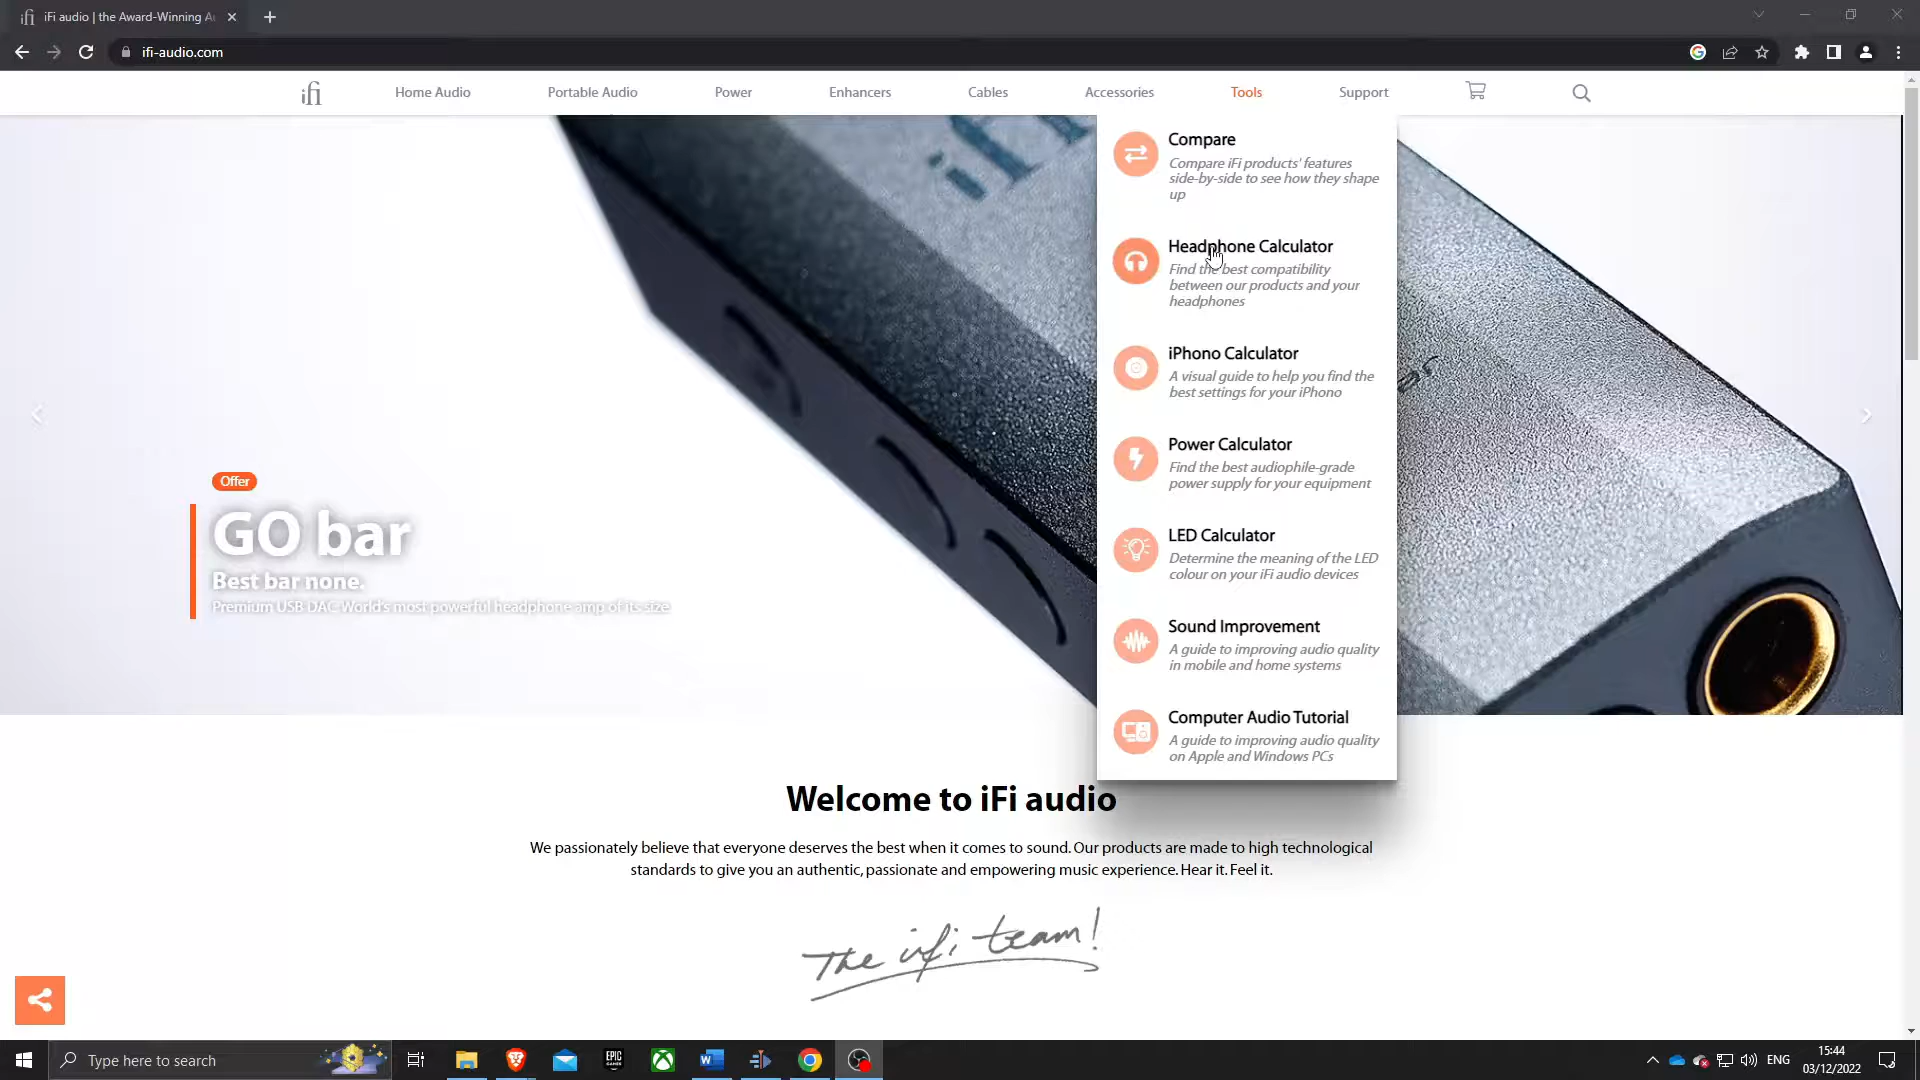 iFi audio | the Award-Winning Au
ifi-audio.com
ifi
Home Audio
Portable Audio
Power
Enhancers
Cables
Accessories
Tools
Support
Compare
Compare iFi products' features
side-by-side to see how they shape
up
Headphone Calculator
Find the best compatibility
between our products and your
headphones
iPhono Calculator
A visual guide to help you find the
best settings for your iPhono
Power Calculator
Find the best audiophile-grade
power supply for your equipment
LED Calculator
Determine the meaning of the LED
colour on your iFi audio devices
Sound Improvement
A guide to improving audio quality
in mobile and home systems
Computer Audio Tutorial
A guide to improving audio quality
on Apple and Windows PCs
Offer
GO bar
Best bar none.
Premium USB DAC. World's most powerful headphone amp of its size
Welcome to iFi audio
We passionately believe that everyone deserves the best when it comes to sound. Our products are made to high technological
standards to give you an authentic, passionate and empowering music experience. Hear it. Feel it.
The ifi team!
Type here to search
EPIC
GAMES
ENG
15:44
03/12/2022